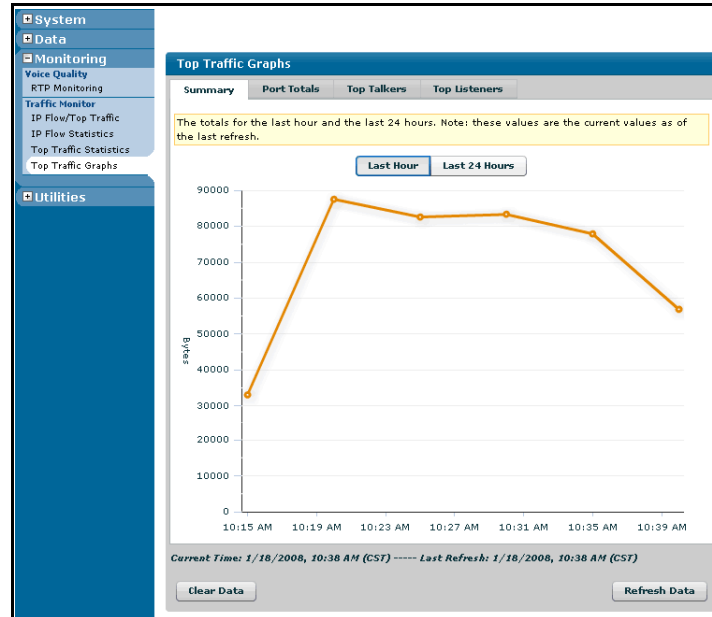 System
Data
Monitoring
Voice Quality
RTP Monitoring
Traffic Monitor
IP Flow/Top Traffic
IP Flow Statistics
Top Traffic Statistics
Top Traffic Graphs
Utilities
Top Traffic Graphs
Summary Port Totals Top Talkers Top Listeners
The totals for the last hour and the last 24 hours. Note: these values are the current values as of
the last refresh.
Last Hour Last 24 Hours
90000
80000
70000
60000
50000
40000
30000
20000
10000
0
Bytes
10:15 AM 10:19 AM 10:23 AM 10:27 AM 10:31 AM 10:35 AM 10:39 AM
Current Time: 1/18/2008, 10:38 AM (CST) ----- Last Refresh: 1/18/2008, 10:38 AM (CST)
Clear Data Refresh Data